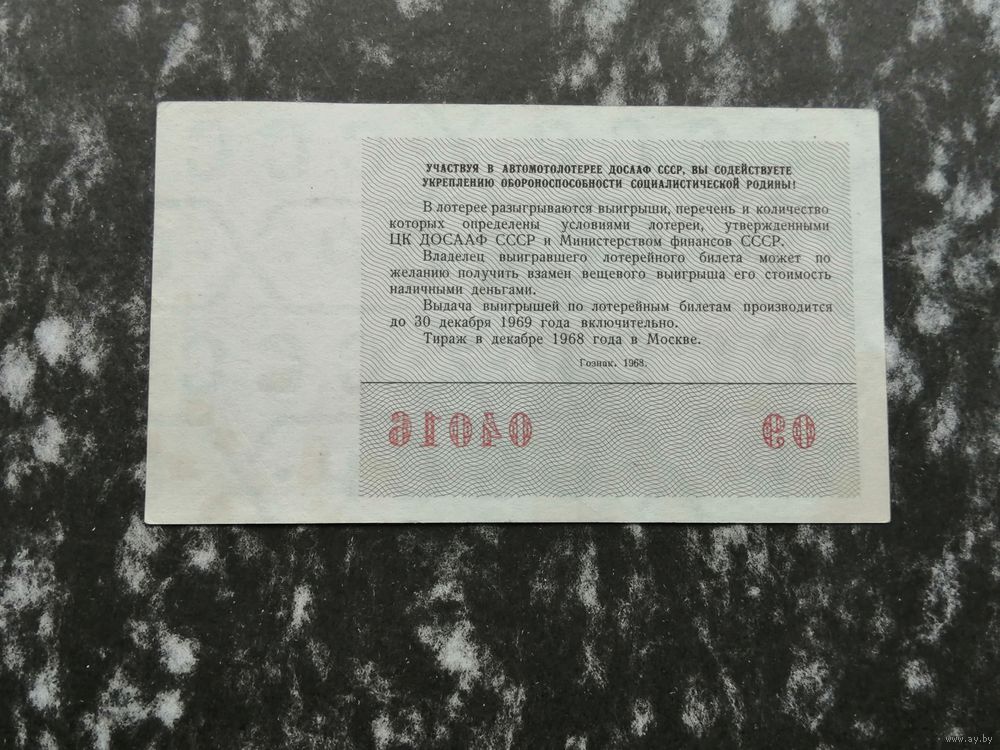 УЧАСТВУЯ В АВТОМОТОЛОТЕРЕЕ ДОСААФ СССР, ВЫ СОДЕЙСТВУЕТЕ
УКРЕПЛЕНИЮ ОБОРОНОСПОСОБНОСТИ СОЦИАЛИСТИЧЕСКОЙ РОДИНЫ!
В лотерее разыгрываются выигрыши, перечень и количество
которых определены условиями лотереи, утвержденными
ЦК ДОСААФ СССР и Министерством финансов СССР.
Владелец выигравшего лотерейного билета может по
желанию получить взамен вещевого выигрыша его стоимость
наличными деньгами.
Выдача выигрышей по лотерейным билетам производится
до 30 декабря 1969 года включительно.
Тираж в декабре 1968 года в Москве.
Гознак. 1968.
04016 09
www.ay.by